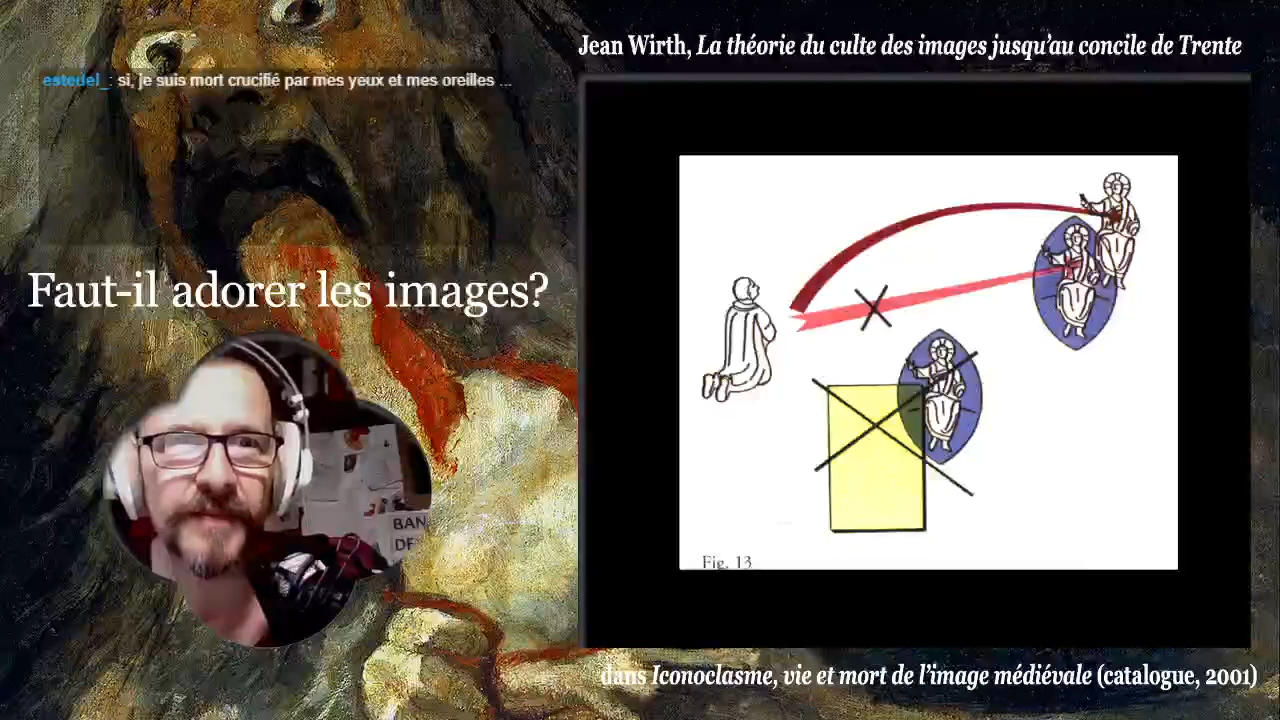 Jean Wirth, La théorie du culte des images jusqu'au concile de Trente
estedel_: si, je suis mort crucifié par mes yeux et mes oreilles ...
Faut-il adorer les images?
BAN
DE
Fig. 13
dans Iconoclasme, vie et mort de l'image médiévale (catalogue, 2001)